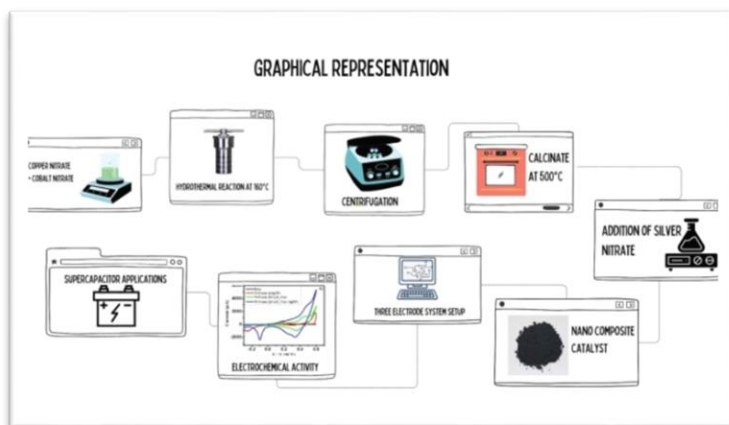 GRAPHICAL REPRESENTATION
COPPER NITRATE
+ COBALT NITRATE
HYDROTHERMAL REACTION AT 160°C
CENTRIFUGATION
CALCINATE
AT 500°C
ADDITION OF SILVER
NITRATE
SUPERCAPACITOR APPLICATIONS
ELECTROCHEMICAL ACTIVITY
THREE ELECTRODE SYSTEM SETUP
NANO COMPOSITE
CATALYST